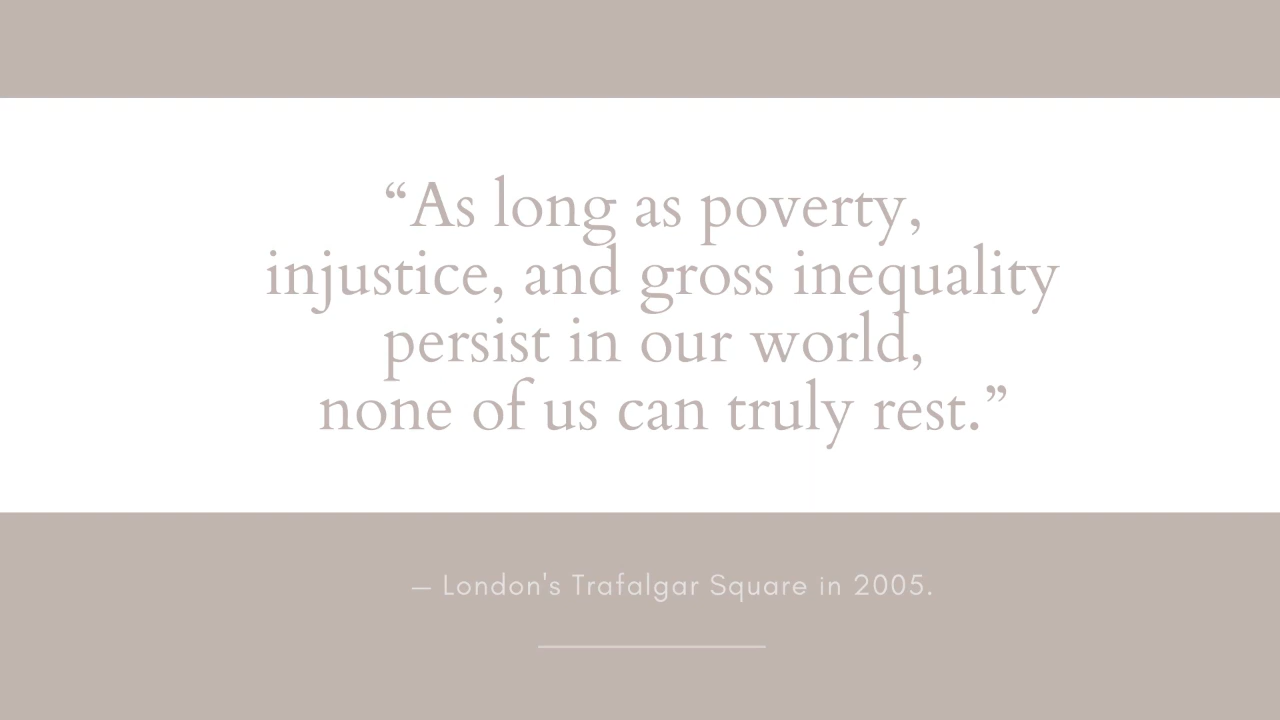 “As long as poverty,
injustice, and gross inequality
persist in our world,
none of us can truly rest.”
— London's Trafalgar Square in 2005.